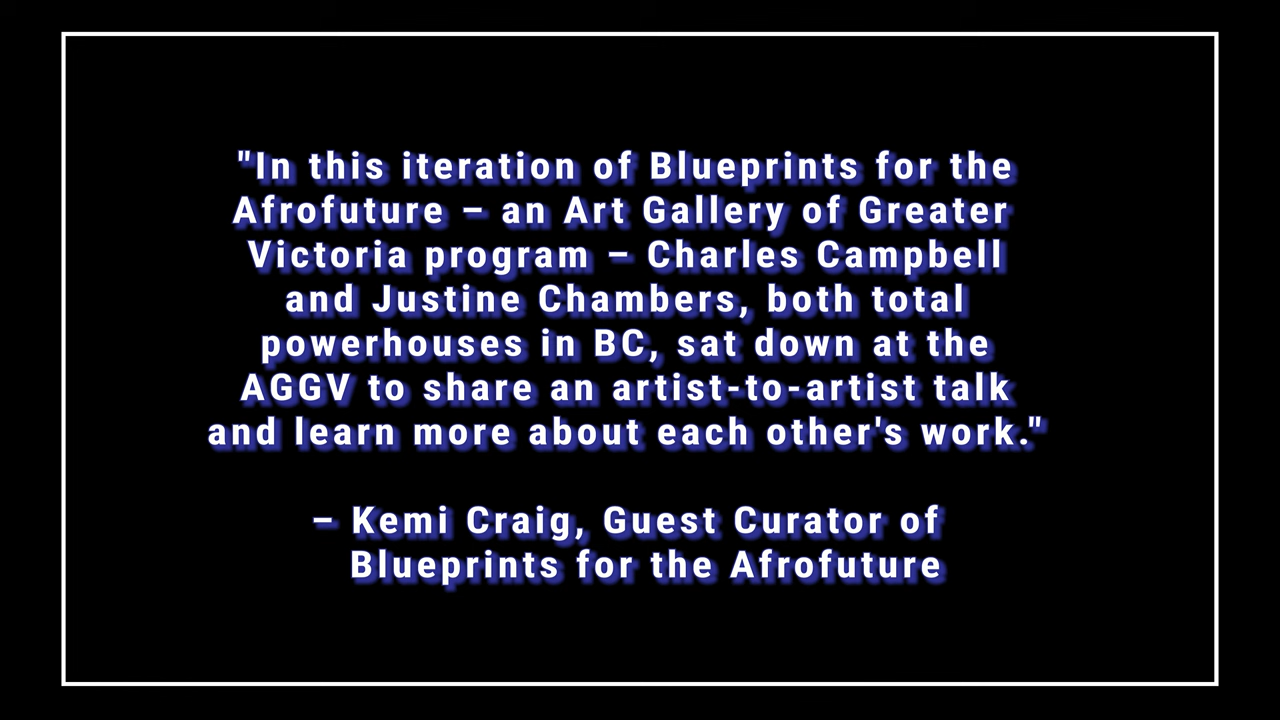 "In this iteration of Blueprints for the
Afrofuture – an Art Gallery of Greater
Victoria program – Charles Campbell
and Justine Chambers, both total
powerhouses in BC, sat down at the
AGGV to share an artist-to-artist talk
and learn more about each other's work."
– Kemi Craig, Guest Curator of
Blueprints for the Afrofuture